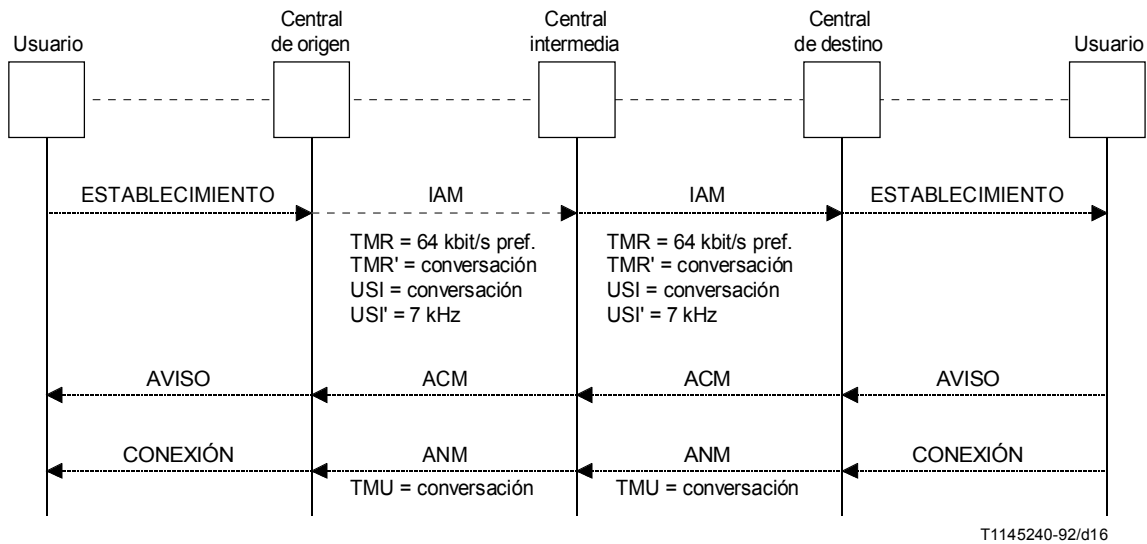 Usuario
Central
de origen
Central
intermedia
Central
de destino
Usuario
ESTABLECIMIENTO
IAM
IAM
ESTABLECIMIENTO
TMR = 64 kbit/s pref.
TMR' = conversación
USI = conversación
USI' = 7 kHz
TMR = 64 kbit/s pref.
TMR' = conversación
USI = conversación
USI' = 7 kHz
AVISO
ACM
ACM
AVISO
CONEXIÓN
ANM
ANM
CONEXIÓN
TMU = conversación
TMU = conversación
T1145240-92/d16